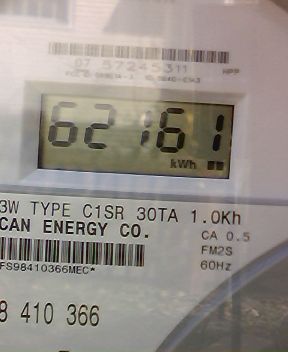 07 57245311
62161
kWh
3W TYPE C1SR 30TA 1.0Kh
CAN ENERGY CO.
CA 0.5
FM2S
60Hz
FS98410366MEC*
8 410 366